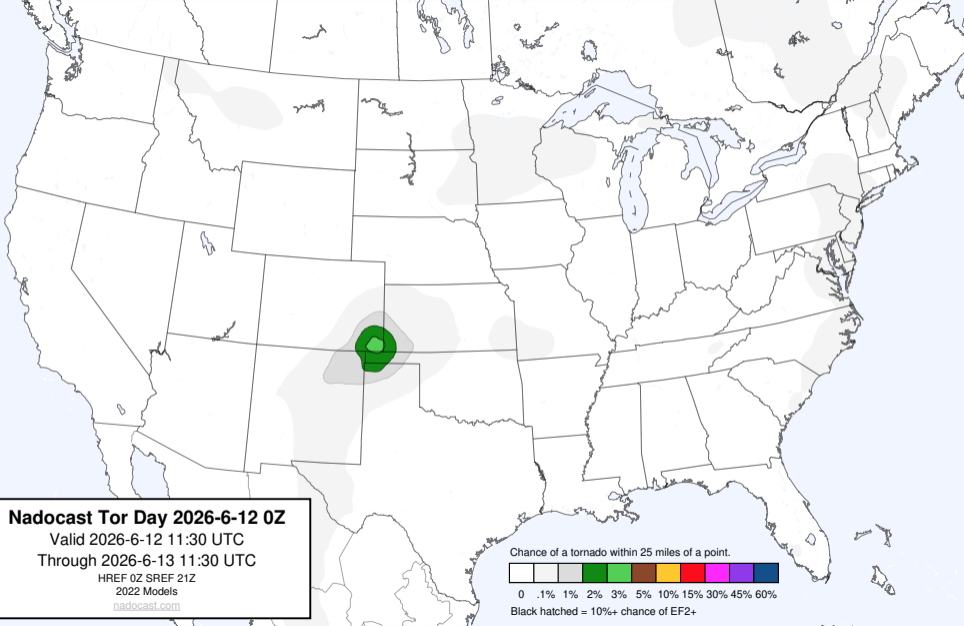 Nadocast Tor Day 2026-6-12 0Z
Valid 2026-6-12 11:30 UTC
Through 2026-6-13 11:30 UTC
HREF 0Z SREF 21Z
2022 Models
nadocast.com
Chance of a tornado within 25 miles of a point.
0 .1% 1% 2% 3% 5% 10% 15% 30% 45% 60%
Black hatched = 10%+ chance of EF2+